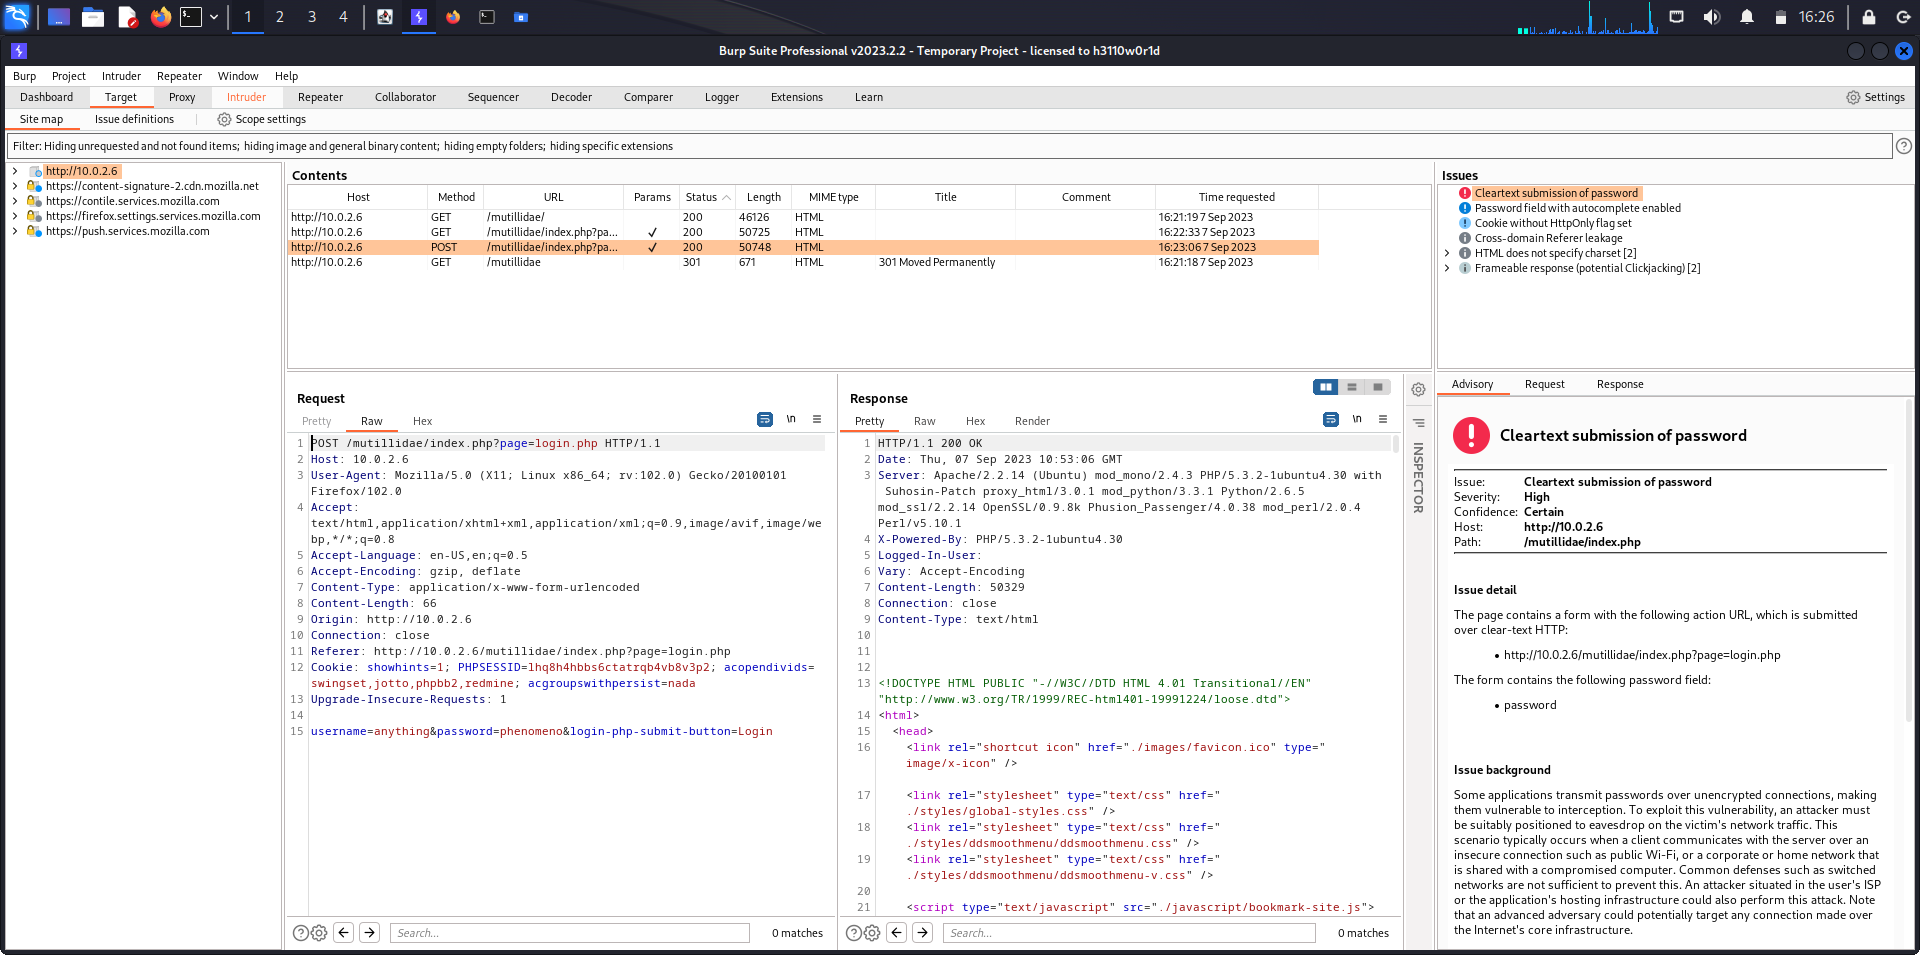 1 2 3 4 16:26
Burp Suite Professional v2023.2.2 - Temporary Project - licensed to h3110w0r1d
Burp Project Intruder Repeater Window Help
Dashboard Target Proxy Intruder Repeater Collaborator Sequencer Decoder Comparer Logger Extensions Learn Settings
Site map Issue definitions Scope settings
Filter: Hiding unrequested and not found items; hiding image and general binary content; hiding empty folders; hiding specific extensions
http://10.0.2.6
https://content-signature-2.cdn.mozilla.net
https://contile.services.mozilla.com
https://firefox.settings.services.mozilla.com
https://push.services.mozilla.com
Contents
Host Method URL Params Status Length MIME type Title Comment Time requested
http://10.0.2.6 GET /mutillidae/ 200 46126 HTML 16:21:19 7 Sep 2023
http://10.0.2.6 GET /mutillidae/index.php?pa... ✓ 200 50725 HTML 16:22:33 7 Sep 2023
http://10.0.2.6 POST /mutillidae/index.php?pa... ✓ 200 50748 HTML 16:23:06 7 Sep 2023
http://10.0.2.6 GET /mutillidae 301 671 HTML 301 Moved Permanently 16:21:18 7 Sep 2023
Issues
Cleartext submission of password
Password field with autocomplete enabled
Cookie without HttpOnly flag set
Cross-domain Referer leakage
HTML does not specify charset [2]
Frameable response (potential Clickjacking) [2]
Request
Pretty Raw Hex \n
1 POST /mutillidae/index.php?page=login.php HTTP/1.1
2 Host: 10.0.2.6
3 User-Agent: Mozilla/5.0 (X11; Linux x86_64; rv:102.0) Gecko/20100101
Firefox/102.0
4 Accept:
text/html,application/xhtml+xml,application/xml;q=0.9,image/avif,image/we
bp,*/*;q=0.8
5 Accept-Language: en-US,en;q=0.5
6 Accept-Encoding: gzip, deflate
7 Content-Type: application/x-www-form-urlencoded
8 Content-Length: 66
9 Origin: http://10.0.2.6
10 Connection: close
11 Referer: http://10.0.2.6/mutillidae/index.php?page=login.php
12 Cookie: showhints=1; PHPSESSID=lhq8h4hbbs6ctatrqb4vb8v3p2; acopendivids=
swingset,jotto,phpbb2,redmine; acgroupswithpersist=nada
13 Upgrade-Insecure-Requests: 1
14
15 username=anything&password=phenomeno&login-php-submit-button=Login
Search...
0 matches
Response
Pretty Raw Hex Render \n
1 HTTP/1.1 200 OK
2 Date: Thu, 07 Sep 2023 10:53:06 GMT
3 Server: Apache/2.2.14 (Ubuntu) mod_mono/2.4.3 PHP/5.3.2-1ubuntu4.30 with
Suhosin-Patch proxy_html/3.0.1 mod_python/3.3.1 Python/2.6.5
mod_ssl/2.2.14 OpenSSL/0.9.8k Phusion_Passenger/4.0.38 mod_perl/2.0.4
Perl/v5.10.1
4 X-Powered-By: PHP/5.3.2-1ubuntu4.30
5 Logged-In-User:
6 Vary: Accept-Encoding
7 Content-Length: 50329
8 Connection: close
9 Content-Type: text/html
10
11
12
13 <!DOCTYPE HTML PUBLIC "-//W3C//DTD HTML 4.01 Transitional//EN"
"http://www.w3.org/TR/1999/REC-html401-19991224/loose.dtd">
14 <html>
15 <head>
16 <link rel="shortcut icon" href="./images/favicon.ico" type="
image/x-icon" />
17 <link rel="stylesheet" type="text/css" href="
./styles/global-styles.css" />
18 <link rel="stylesheet" type="text/css" href="
./styles/ddsmoothmenu/ddsmoothmenu.css" />
19 <link rel="stylesheet" type="text/css" href="
./styles/ddsmoothmenu/ddsmoothmenu-v.css" />
20
21 <script type="text/javascript" src="./javascript/bookmark-site.js">
Search...
0 matches
INSPECTOR
Advisory Request Response
Cleartext submission of password
Issue: Cleartext submission of password
Severity: High
Confidence: Certain
Host: http://10.0.2.6
Path: /mutillidae/index.php
Issue detail
The page contains a form with the following action URL, which is submitted
over clear-text HTTP:
• http://10.0.2.6/mutillidae/index.php?page=login.php
The form contains the following password field:
• password
Issue background
Some applications transmit passwords over unencrypted connections, making
them vulnerable to interception. To exploit this vulnerability, an attacker must
be suitably positioned to eavesdrop on the victim's network traffic. This
scenario typically occurs when a client communicates with the server over an
insecure connection such as public Wi-Fi, or a corporate or home network that
is shared with a compromised computer. Common defenses such as switched
networks are not sufficient to prevent this. An attacker situated in the user's ISP
or the application's hosting infrastructure could also perform this attack. Note
that an advanced adversary could potentially target any connection made over
the Internet's core infrastructure.